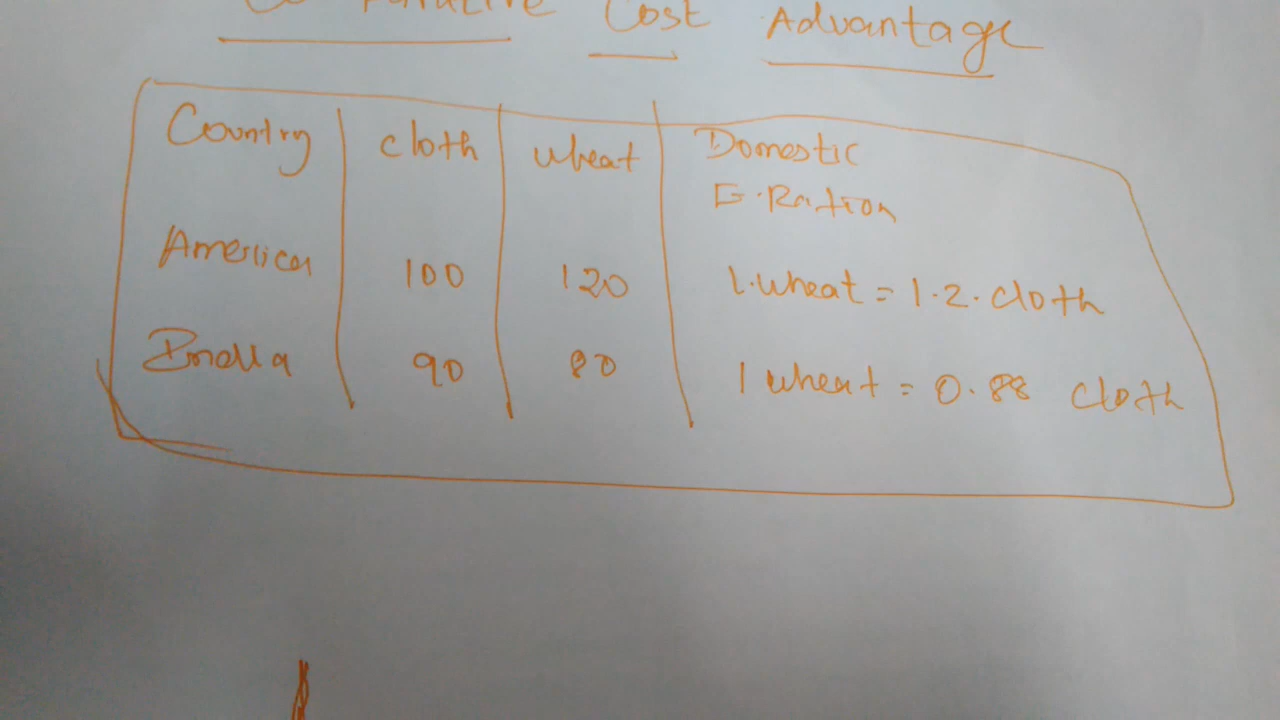 Cost Advantage
Country cloth wheat Domestic
E.Ration
America 100 120 1.wheat = 1.2.cloth
India 90 80 1 wheat = 0.88 cloth